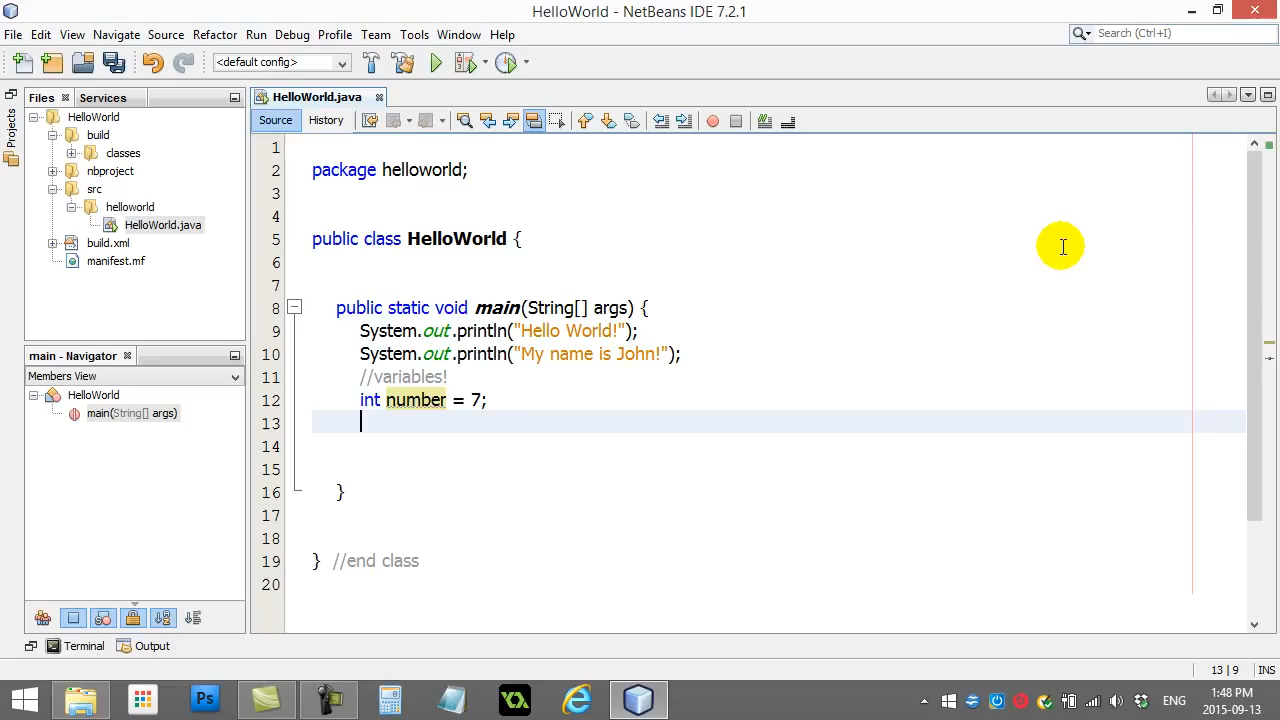 HelloWorld - NetBeans IDE 7.2.1
File Edit View Navigate Source Refactor Run Debug Profile Team Tools Window Help
Search (Ctrl+I)
<default config>
Projects
Files Services
HelloWorld
build
classes
nbproject
src
helloworld
HelloWorld.java
build.xml
manifest.mf
main - Navigator
Members View
HelloWorld
main(String[] args)
HelloWorld.java
Source History
1
2 package helloworld;
3
4
5 public class HelloWorld {
6
7
8 public static void main(String[] args) {
9 System.out.println("Hello World!");
10 System.out.println("My name is John!");
11 //variables!
12 int number = 7;
13
14
15
16 }
17
18
19 } //end class
20
Terminal Output
13 | 9 INS
Ps
ENG
1:48 PM
2015-09-13